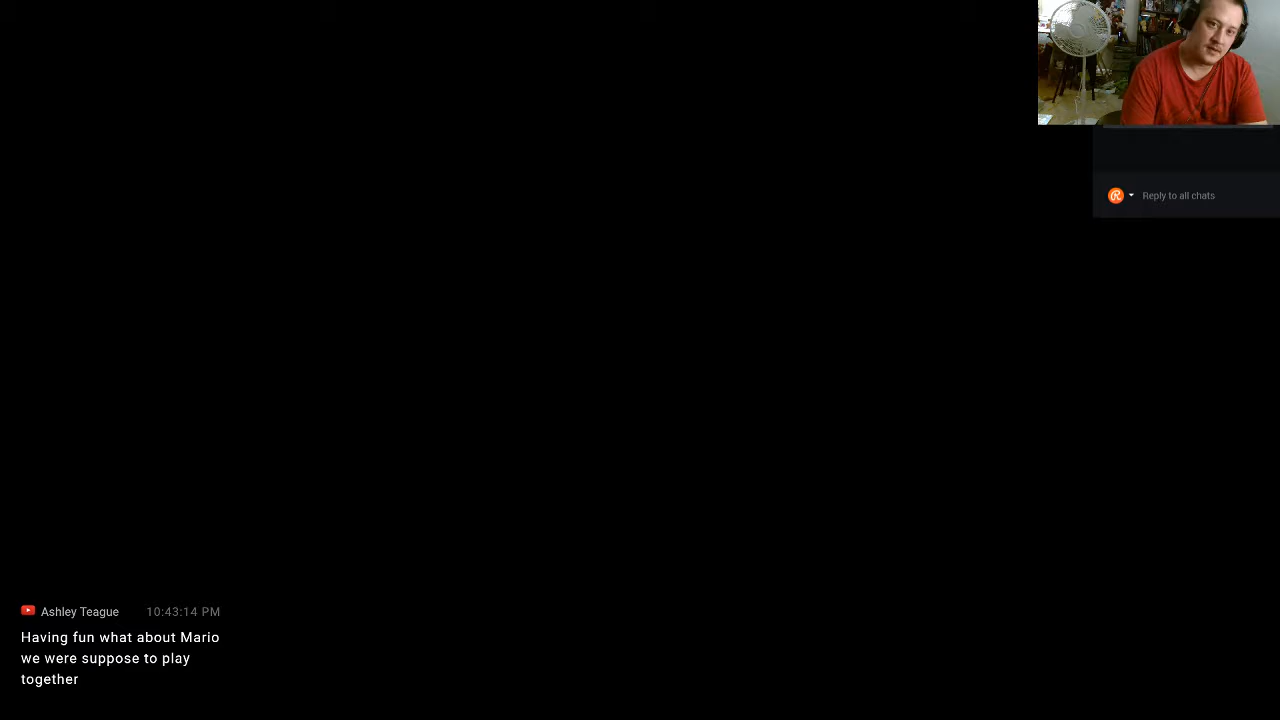 Reply to all chats
Ashley Teague 10:43:14 PM
Having fun what about Mario
we were suppose to play
together